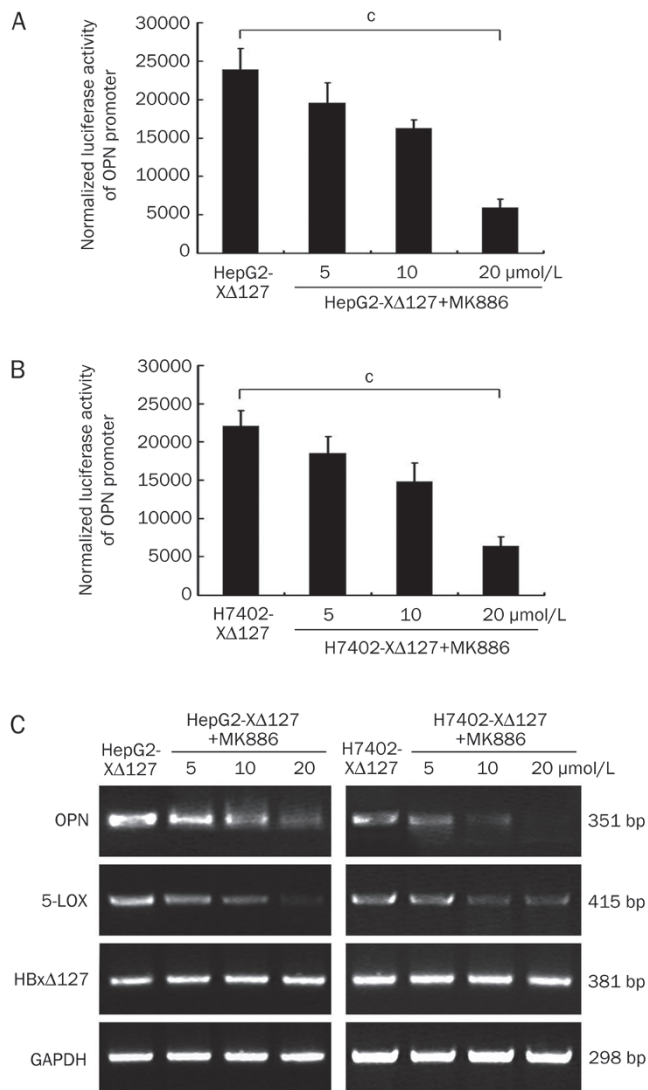 A
c
Normalized luciferase activity
of OPN promoter
30000
25000
20000
15000
10000
5000
0
HepG2-
XΔ127
5 10 20 μmol/L
HepG2-XΔ127+MK886
B
c
Normalized luciferase activity
of OPN promoter
30000
25000
20000
15000
10000
5000
0
H7402-
XΔ127
5 10 20 μmol/L
H7402-XΔ127+MK886
C
HepG2-
XΔ127
HepG2-XΔ127
+MK886
5 10 20
H7402-
XΔ127
H7402-XΔ127
+MK886
5 10 20 μmol/L
OPN 351 bp
5-LOX 415 bp
HBxΔ127 381 bp
GAPDH 298 bp